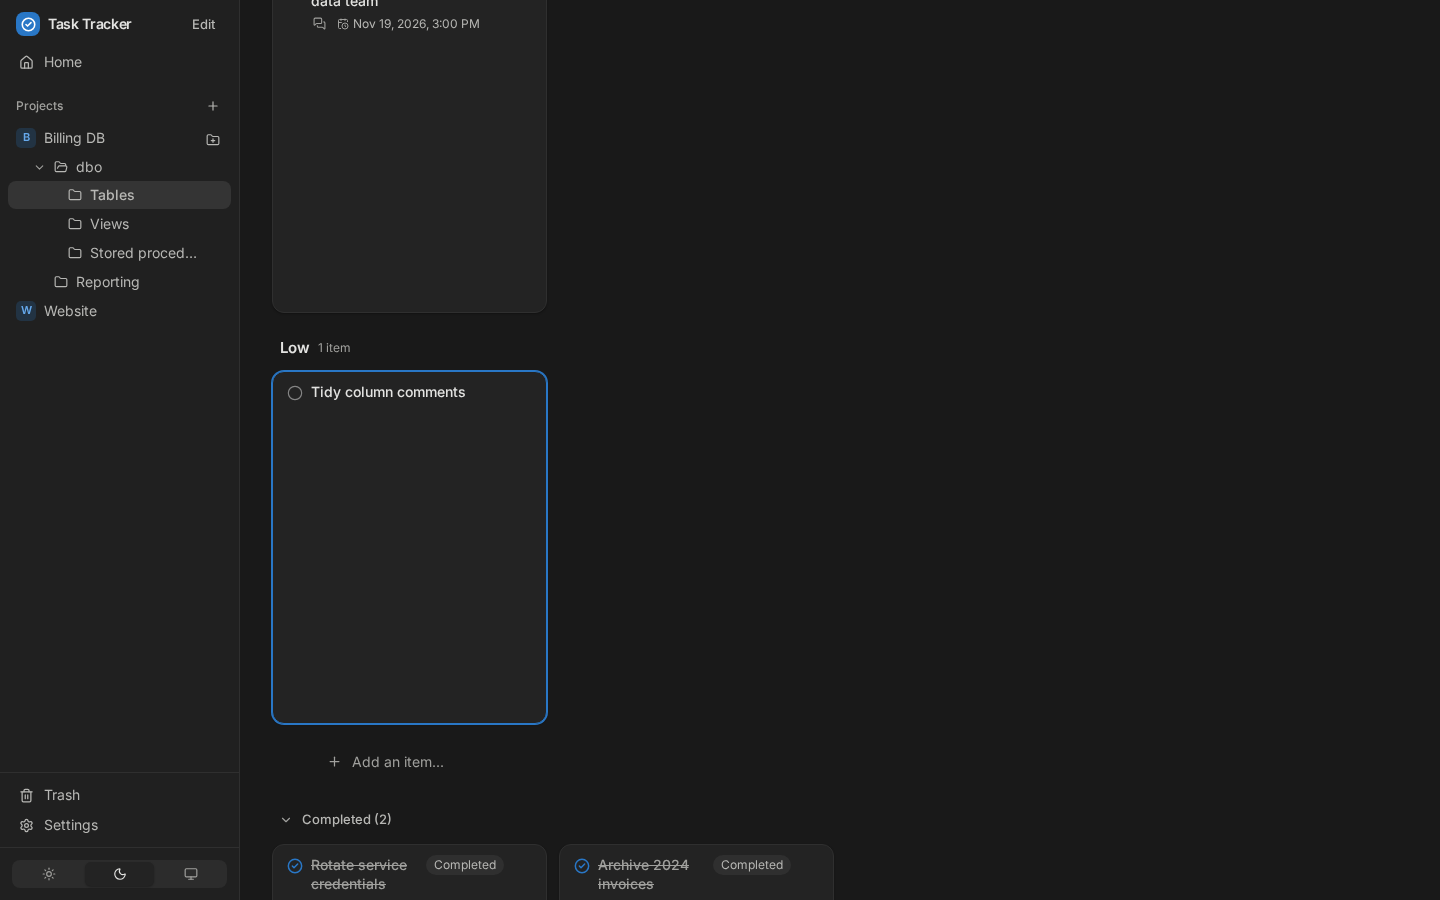 Task Tracker
Edit
Home
Projects
B Billing DB
dbo
Tables
Views
Stored proced...
Reporting
W Website
Trash
Settings
data team
Nov 19, 2026, 3:00 PM
Low 1 item
Tidy column comments
Add an item...
Completed (2)
Rotate service
credentials
Completed
Archive 2024
invoices
Completed